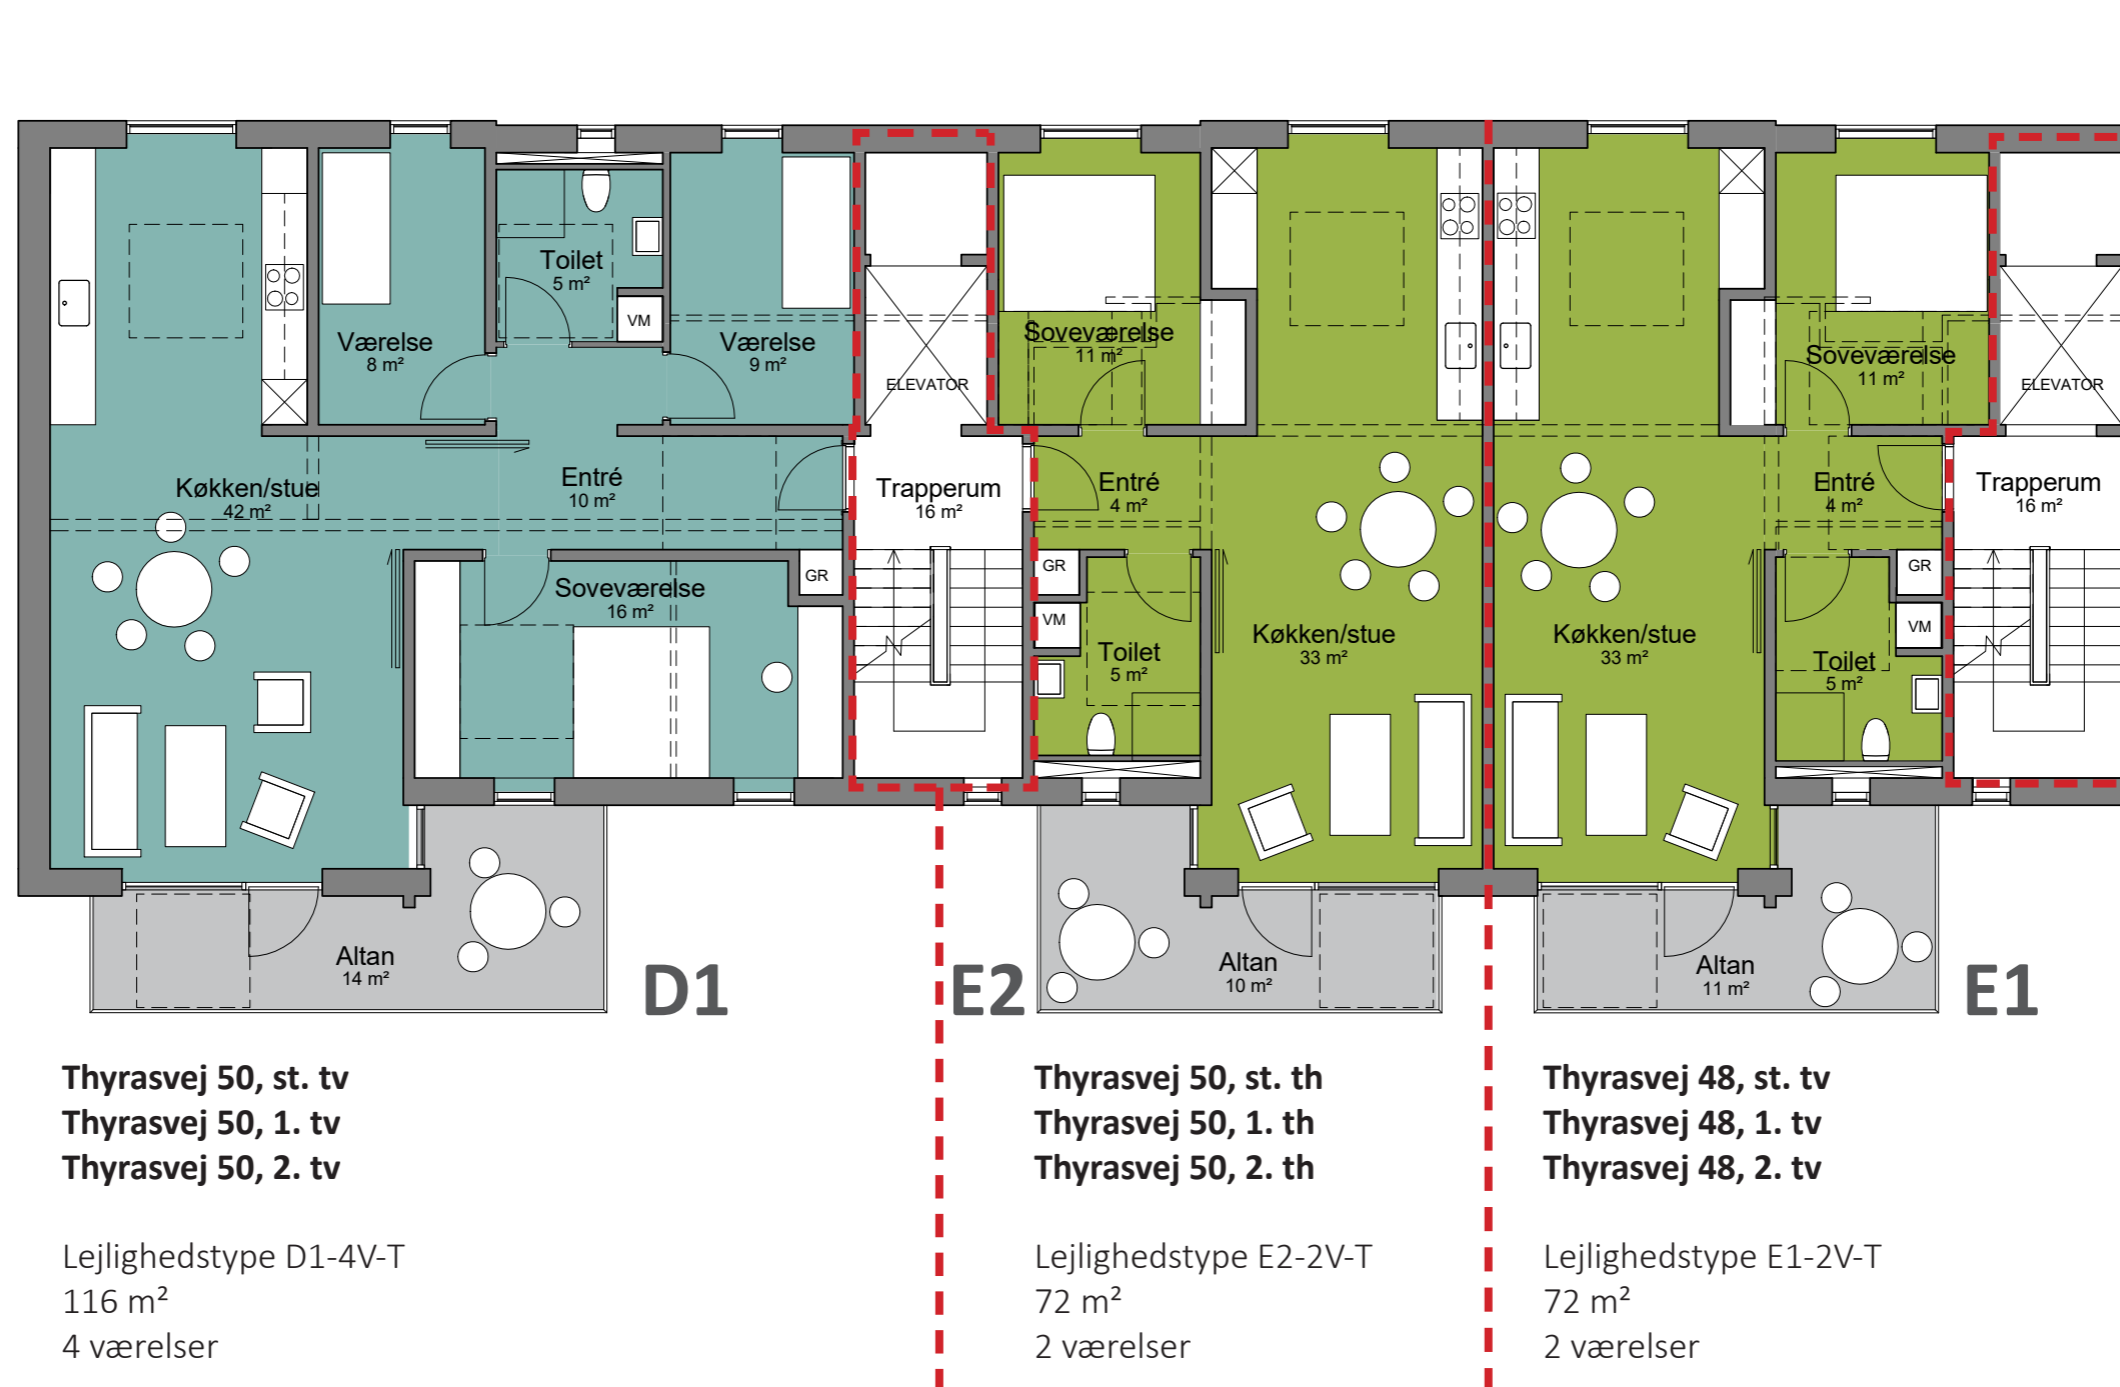 Toilet
5 m²
VM
Værelse
8 m²
Værelse
9 m²
ELEVATOR
Soveværelse
11 m²
Soveværelse
11 m²
ELEVATOR
Køkken/stue
42 m²
Entré
10 m²
Trapperum
16 m²
Entré
4 m²
Entré
4 m²
Trapperum
16 m²
GR
Soveværelse
16 m²
GR
VM
Toilet
5 m²
Køkken/stue
33 m²
Køkken/stue
33 m²
GR
VM
Toilet
5 m²
Altan
14 m²
D1
E2
Altan
10 m²
Altan
11 m²
E1
Thyrasvej 50, st. tv
Thyrasvej 50, 1. tv
Thyrasvej 50, 2. tv
Lejlighedstype D1-4V-T
116 m²
4 værelser
Thyrasvej 50, st. th
Thyrasvej 50, 1. th
Thyrasvej 50, 2. th
Lejlighedstype E2-2V-T
72 m²
2 værelser
Thyrasvej 48, st. tv
Thyrasvej 48, 1. tv
Thyrasvej 48, 2. tv
Lejlighedstype E1-2V-T
72 m²
2 værelser